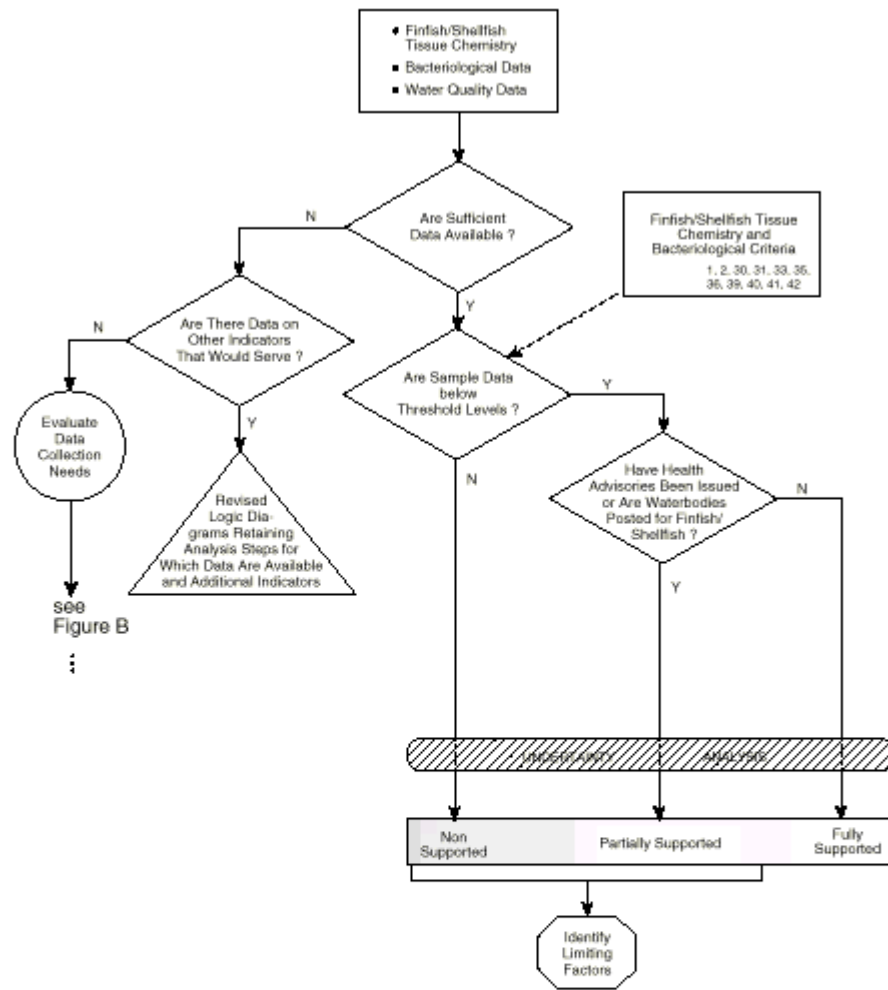 Finfish/Shellfish
Tissue Chemistry
Bacteriological Data
Water Quality Data
N
Are Sufficient
Data Available ?
Finfish/Shellfish Tissue
Chemistry and
Bacteriological Criteria
1, 2, 30, 31, 33, 35,
36, 39, 40, 41, 42
Y
N
Are There Data on
Other Indicators
That Would Serve ?
Are Sample Data
below
Threshold Levels ?
Y
Evaluate
Data
Collection
Needs
Y
N
Have Health
Advisories Been Issued
or Are Waterbodies
Posted for Finfish/
Shellfish ?
N
Revised
Logic Dia-
grams Retaining
Analysis Steps for
Which Data Are Available
and Additional Indicators
Y
see
Figure B
UNCERTAINTY ANALYSIS
Non
Supported
Partially Supported
Fully
Supported
Identify
Limiting
Factors